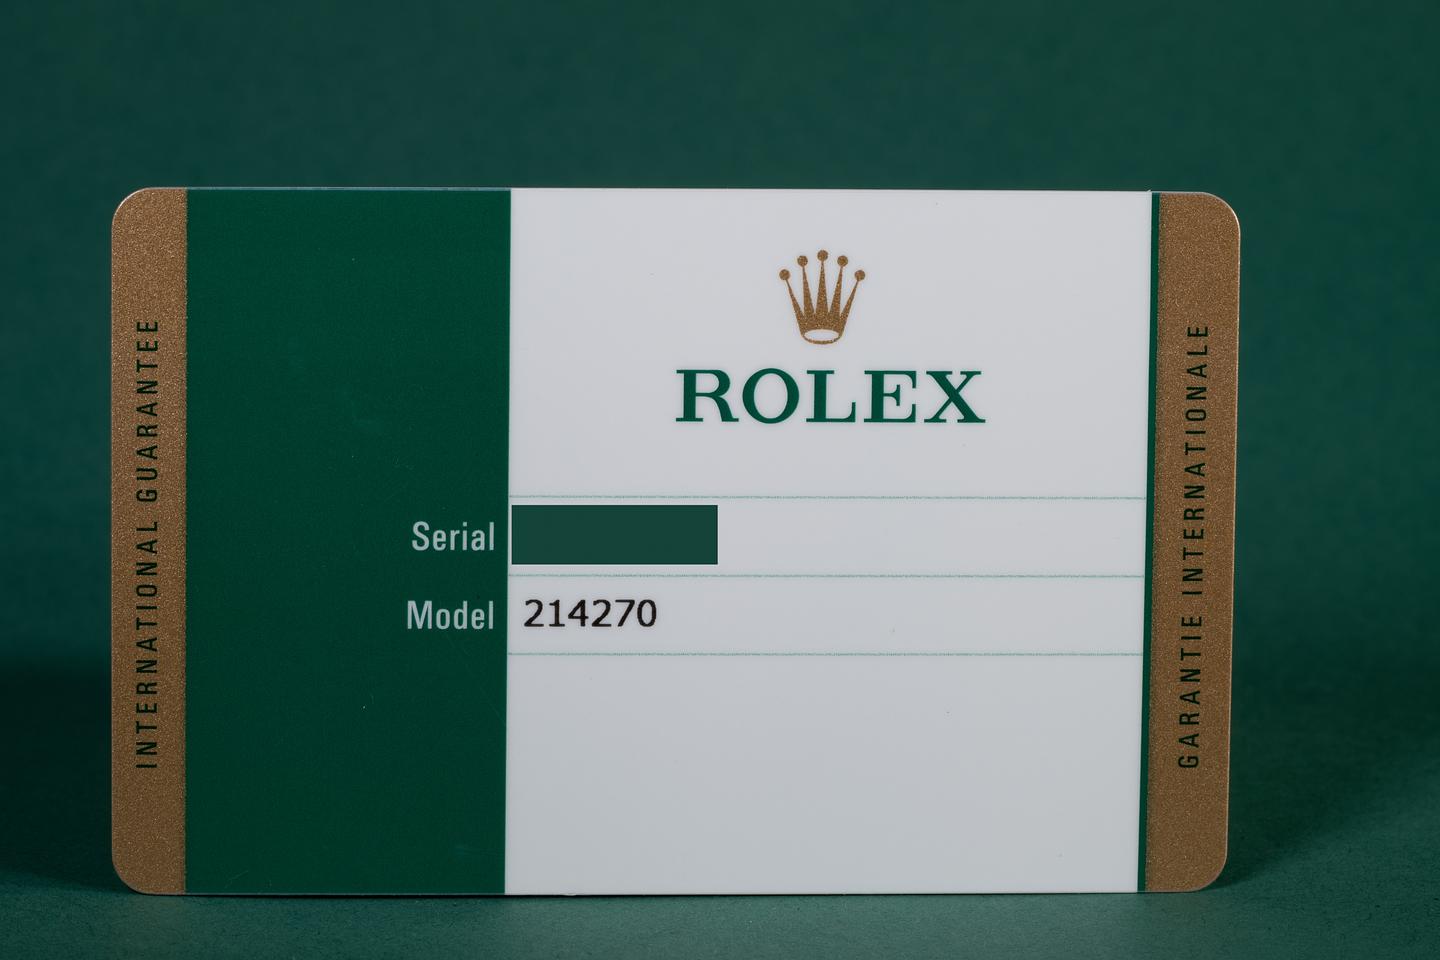 INTERNATIONAL GUARANTEE
ROLEX
Serial
Model 214270
GARANTIE INTERNATIONALE